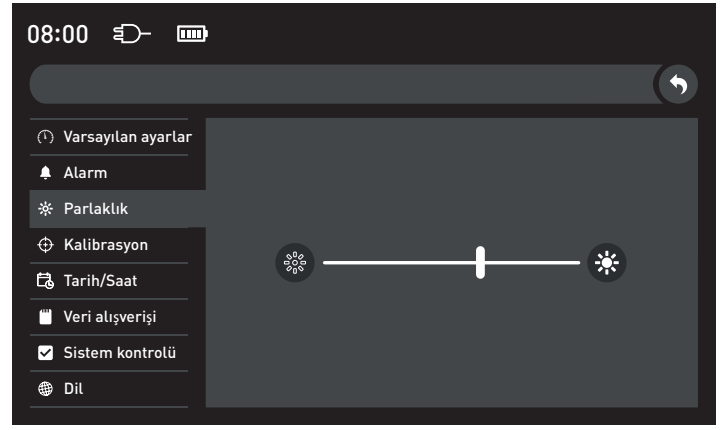 08:00
Varsayılan ayarlar
Alarm
Parlaklık
Kalibrasyon
Tarih/Saat
Veri alışverişi
Sistem kontrolü
Dil